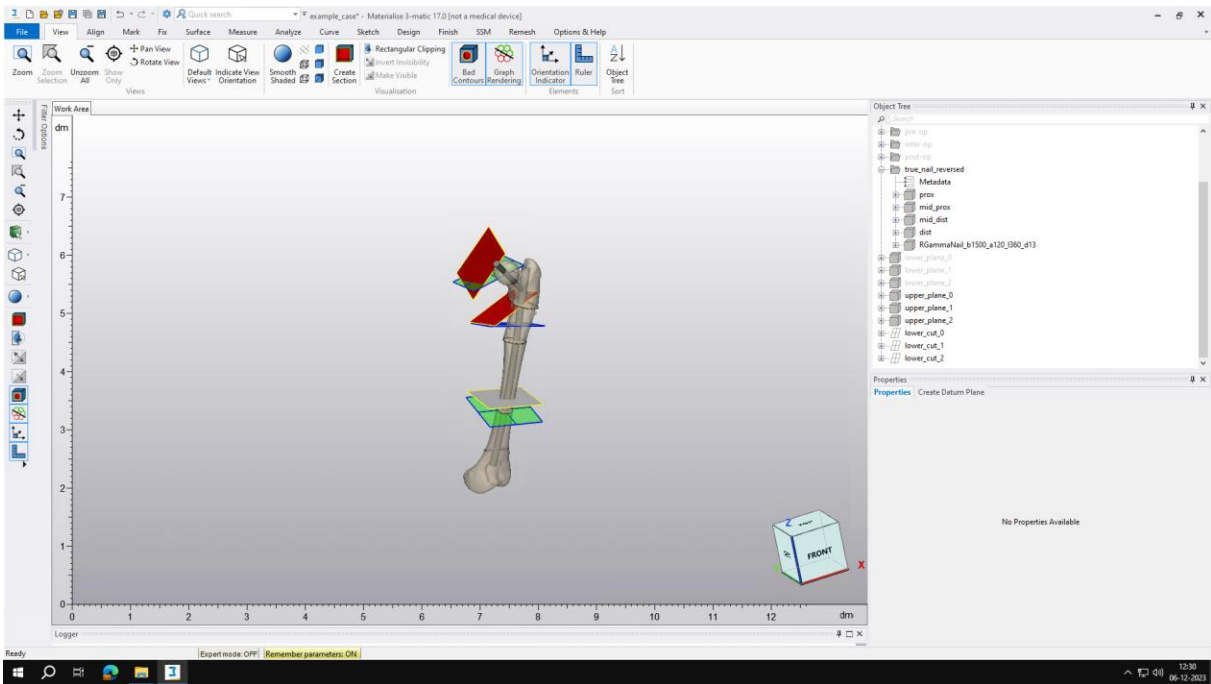 Quick search
example_case* - Materialise 3-matic 17.0 [not a medical device]
File View Align Mark Fix Surface Measure Analyze Curve Sketch Design Finish SSM Remesh Options & Help
Zoom
Zoom Selection
Unzoom All
Show Only
Pan View
Rotate View
Views
Default Views
Indicate View Orientation
Smooth Shaded
Create Section
Rectangular Clipping
Invert Invisibility
Make Visible
Visualisation
Bad Contours
Graph Rendering
Orientation Indicator
Ruler
Elements
Object Tree
Sort
Filter Options
Work Area
dm
7
6
5
4
3
2
1
0
0 1 2 3 4 5 6 7 8 9 10 11 12 dm
Z
FRONT
X
Object Tree
Search
pre-op
inter-op
post-op
true_nail_reversed
Metadata
prox
mid_prox
mid_dist
dist
RGammaNail_b1500_a120_l360_d13
lower_plane_0
lower_plane_1
lower_plane_2
upper_plane_0
upper_plane_1
upper_plane_2
lower_cut_0
lower_cut_1
lower_cut_2
Properties
Properties Create Datum Plane
No Properties Available
Logger
Ready
Expert mode: OFF Remember parameters: ON
12:30
06-12-2023